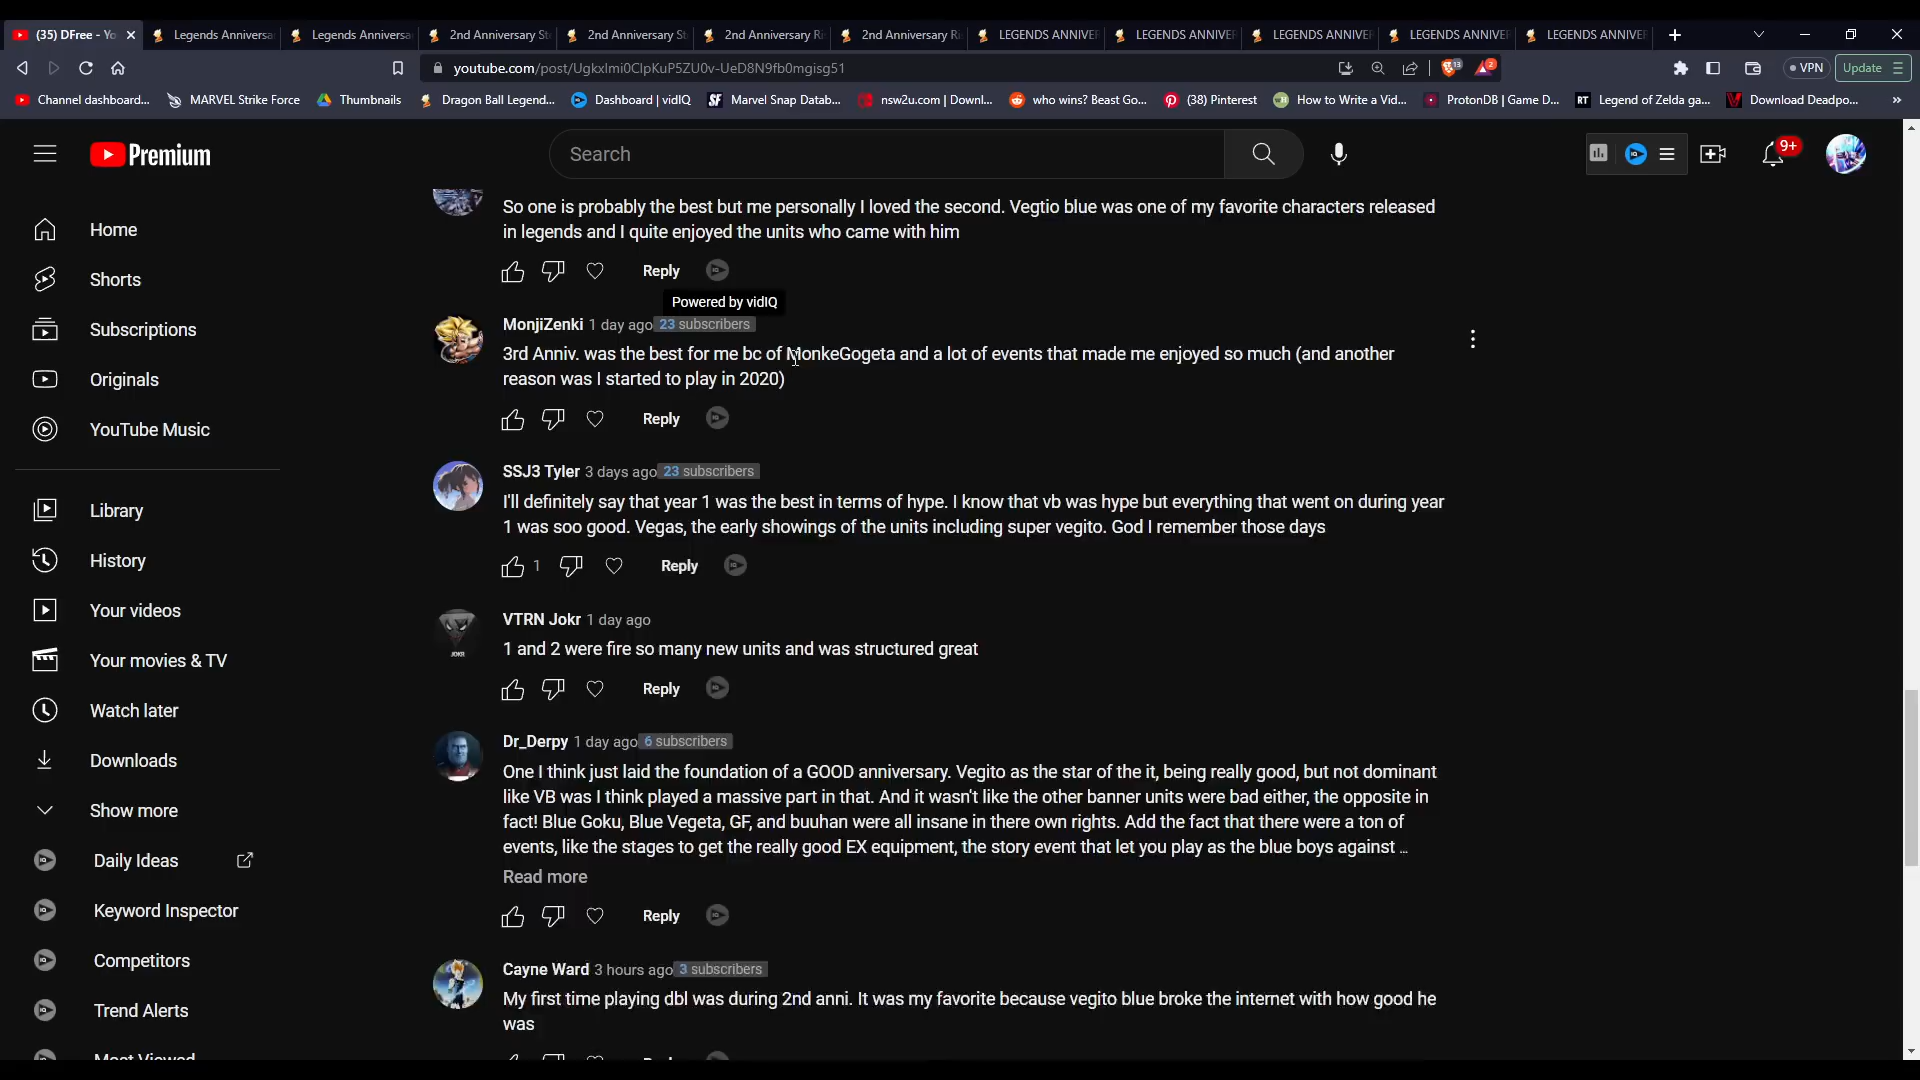 (35) DFree - Yo
Legends Anniversa
Legends Anniversa
2nd Anniversary St
2nd Anniversary St
2nd Anniversary Ri
2nd Anniversary Ri
LEGENDS ANNIVER
LEGENDS ANNIVER
LEGENDS ANNIVER
LEGENDS ANNIVER
LEGENDS ANNIVER
youtube.com/post/UgkxImi0ClpKuP5ZU0v-UeD8N9fb0mgisg51
13
2
VPN
Update
Channel dashboard...
MARVEL Strike Force
Thumbnails
Dragon Ball Legend...
Dashboard | vidIQ
SF Marvel Snap Datab...
nsw2u.com | Downl...
who wins? Beast Go...
(38) Pinterest
How to Write a Vid...
ProtonDB | Game D...
RT Legend of Zelda ga...
Download Deadpo...
Premium
Search
9+
Home
Shorts
Subscriptions
Originals
YouTube Music
Library
History
Your videos
Your movies & TV
Watch later
Downloads
Show more
Daily Ideas
Keyword Inspector
Competitors
Trend Alerts
Most Viewed
So one is probably the best but me personally I loved the second. Vegtio blue was one of my favorite characters released
in legends and I quite enjoyed the units who came with him
Reply
Powered by vidIQ
MonjiZenki 1 day ago 23 subscribers
3rd Anniv. was the best for me bc of MonkeGogeta and a lot of events that made me enjoyed so much (and another
reason was I started to play in 2020)
Reply
SSJ3 Tyler 3 days ago 23 subscribers
I'll definitely say that year 1 was the best in terms of hype. I know that vb was hype but everything that went on during year
1 was soo good. Vegas, the early showings of the units including super vegito. God I remember those days
1 Reply
VTRN Jokr 1 day ago
1 and 2 were fire so many new units and was structured great
Reply
Dr_Derpy 1 day ago 6 subscribers
One I think just laid the foundation of a GOOD anniversary. Vegito as the star of the it, being really good, but not dominant
like VB was I think played a massive part in that. And it wasn't like the other banner units were bad either, the opposite in
fact! Blue Goku, Blue Vegeta, GF, and buuhan were all insane in there own rights. Add the fact that there were a ton of
events, like the stages to get the really good EX equipment, the story event that let you play as the blue boys against ...
Read more
Reply
Cayne Ward 3 hours ago 3 subscribers
My first time playing dbl was during 2nd anni. It was my favorite because vegito blue broke the internet with how good he
was